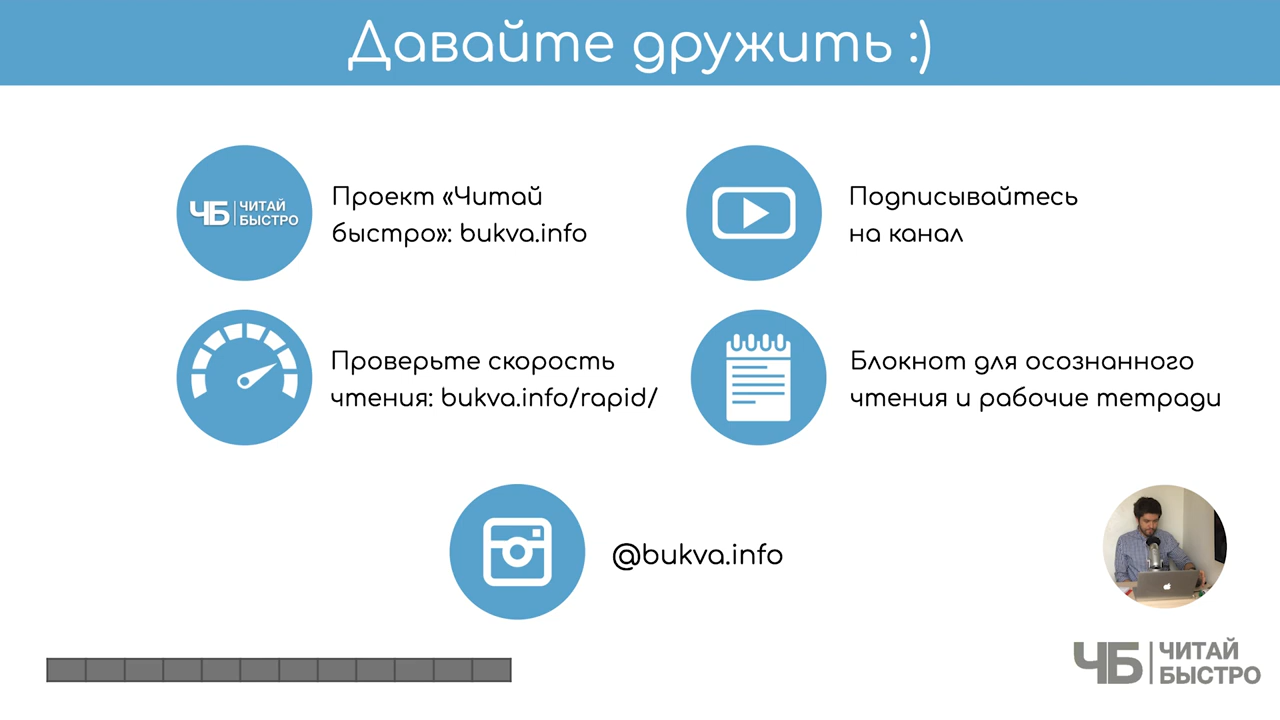 Давайте дружить :)
ЧБ ЧИТАЙ
БЫСТРО
Проект «Читай
быстро»: bukva.info
Подписывайтесь
на канал
Проверьте скорость
чтения: bukva.info/rapid/
Блокнот для осознанного
чтения и рабочие тетради
@bukva.info
ЧБ ЧИТАЙ
БЫСТРО